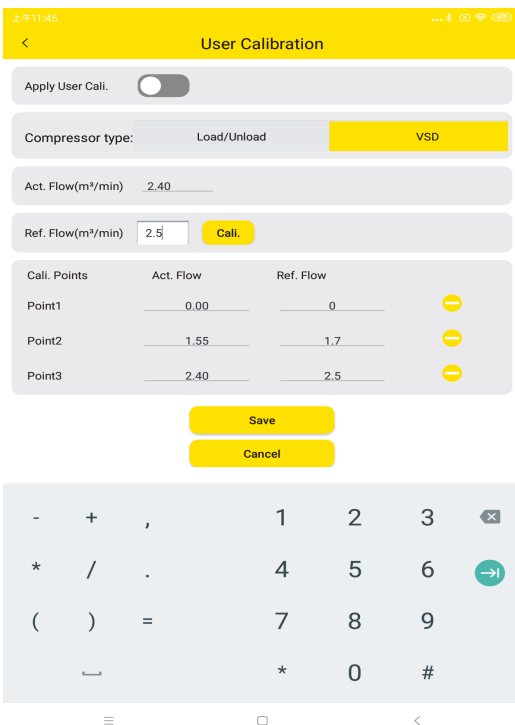 上午11:45
User Calibration
Apply User Cali.
Compressor type: Load/Unload VSD
Act. Flow(m³/min) 2.40
Ref. Flow(m³/min) 2.5 Cali.
Cali. Points Act. Flow Ref. Flow
Point1 0.00 0
Point2 1.55 1.7
Point3 2.40 2.5
Save
Cancel
- + , 1 2 3
* / . 4 5 6
( ) = 7 8 9
* 0 #